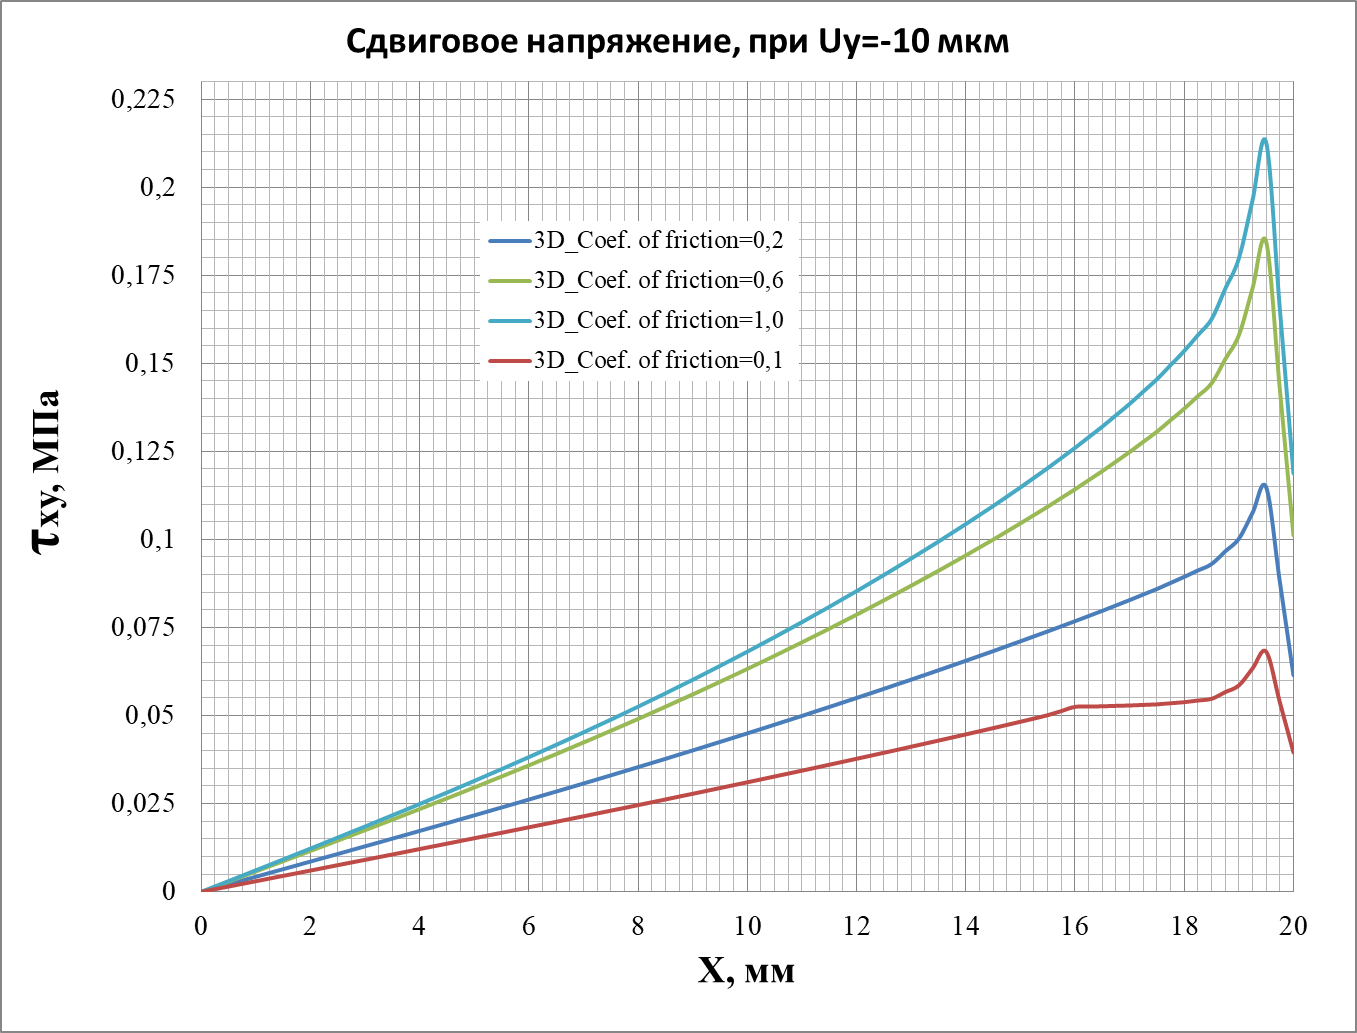 Сдвиговое напряжение, при Uy=-10 мкм
0,225
0,2
0,175
0,15
0,125
0,1
0,075
0,05
0,025
0
τxy, МПа
3D_Coef. of friction=0,2
3D_Coef. of friction=0,6
3D_Coef. of friction=1,0
3D_Coef. of friction=0,1
0 2 4 6 8 10 12 14 16 18 20
X, мм